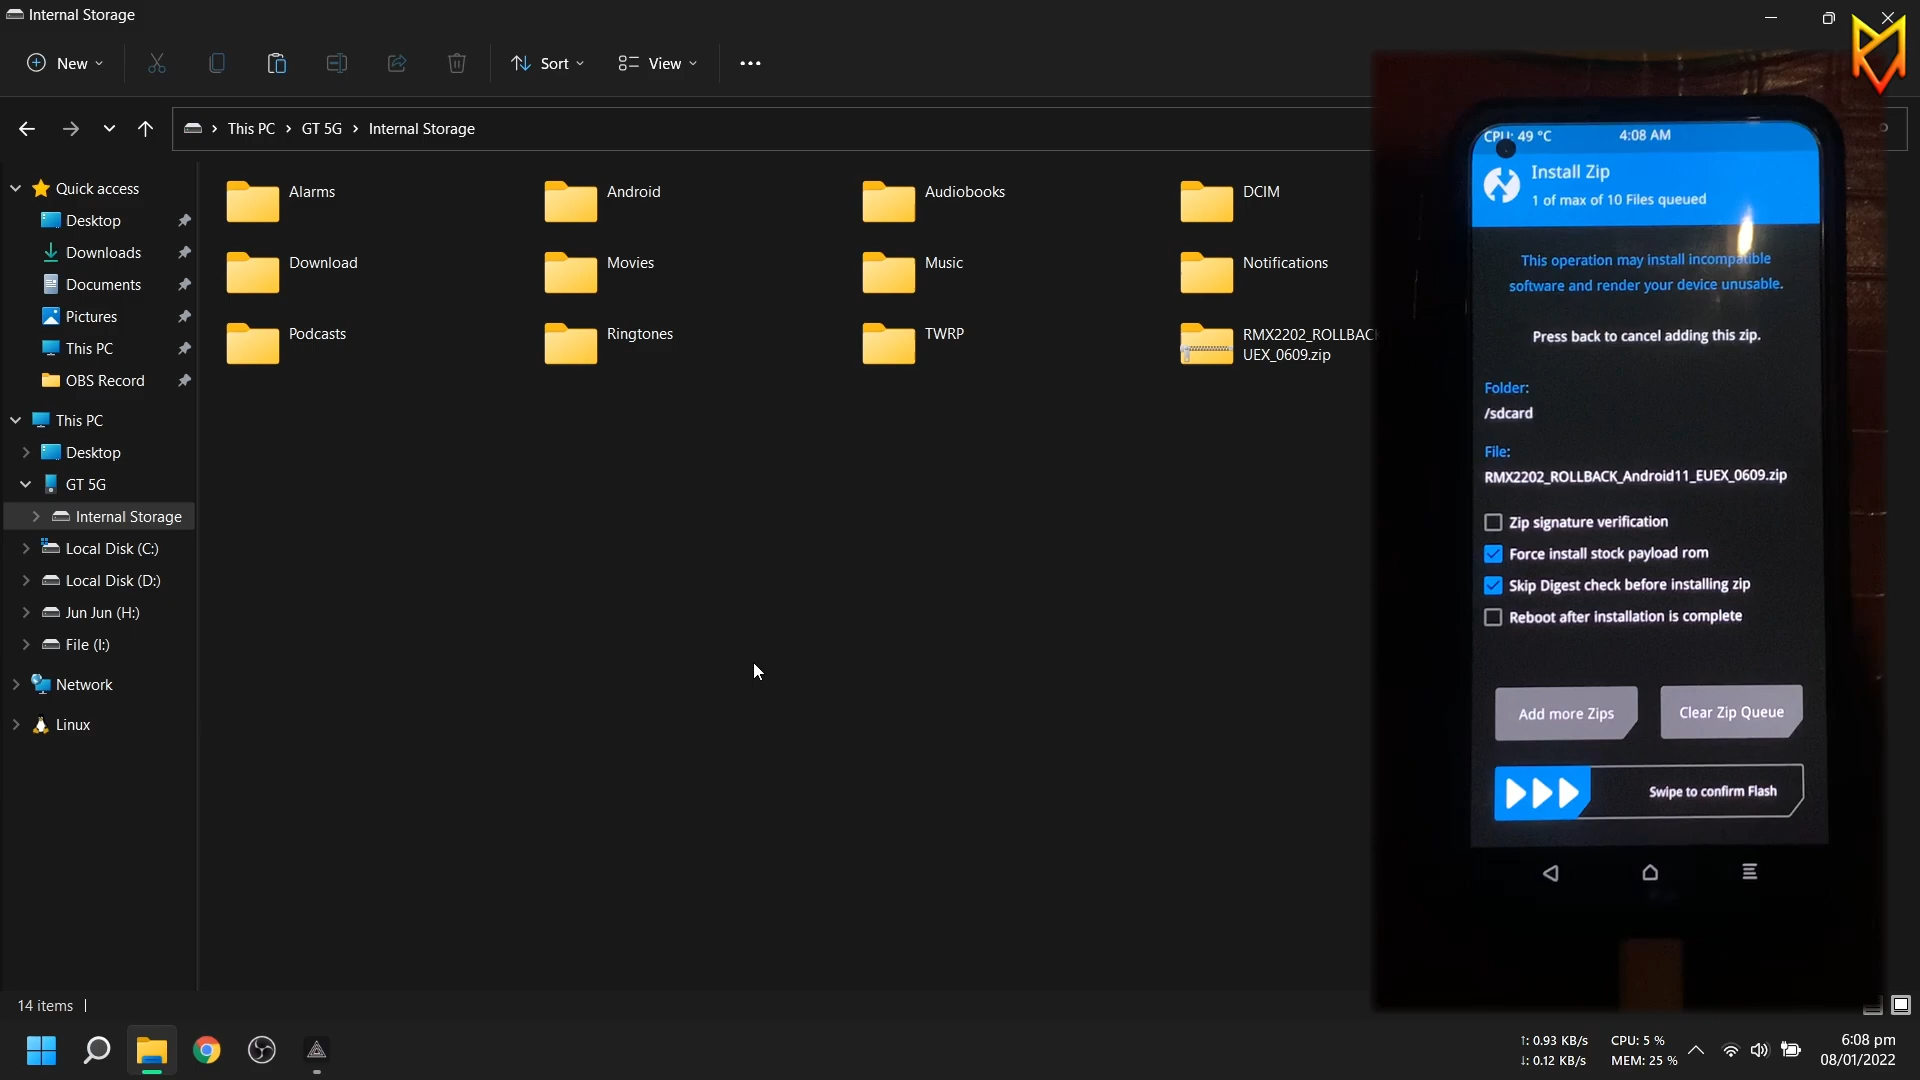 Internal Storage
New
Sort
View
This PC > GT 5G > Internal Storage
Quick access
Desktop
Downloads
Documents
Pictures
This PC
OBS Record
This PC
Desktop
GT 5G
Internal Storage
Local Disk (C:)
Local Disk (D:)
Jun Jun (H:)
File (I:)
Network
Linux
Alarms
Android
Audiobooks
DCIM
Download
Movies
Music
Notifications
Podcasts
Ringtones
TWRP
RMX2202_ROLLBACK
UEX_0609.zip
CPU: 49 °C 4:08 AM
Install Zip
1 of max of 10 Files queued
This operation may install incompatible
software and render your device unusable.
Press back to cancel adding this zip.
Folder:
/sdcard
File:
RMX2202_ROLLBACK_Android11_EUEX_0609.zip
Zip signature verification
Force install stock payload rom
Skip Digest check before installing zip
Reboot after installation is complete
Add more Zips
Clear Zip Queue
Swipe to confirm Flash
14 items
↑: 0.93 KB/s CPU: 5 %
↓: 0.12 KB/s MEM: 25 %
6:08 pm
08/01/2022